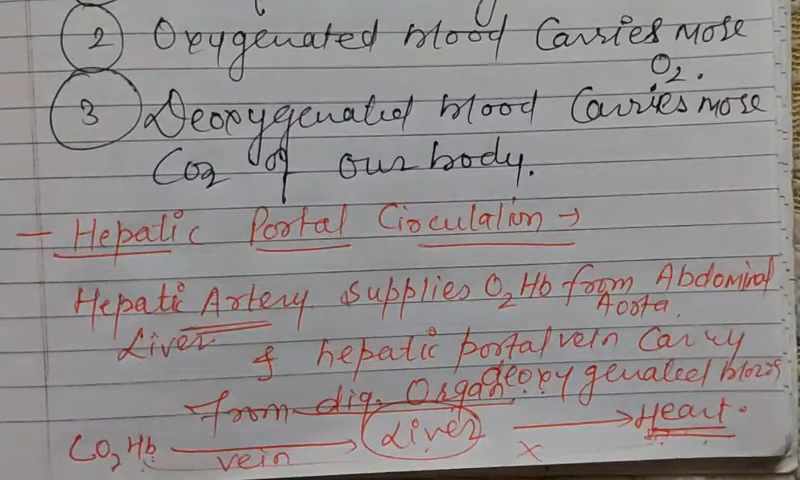 2 Oxygenated blood Carries more
O2.
3 Deoxygenated blood Carries more
CO2 of our body.
- Hepatic Portal Circulation →
Hepatic Artery supplies O2Hb from Abdominal
Aorta.
Liver
& hepatic portal vein Carry
deoxygenated blood
from dig. Organ
CO2Hb vein → Liver → Heart.
x